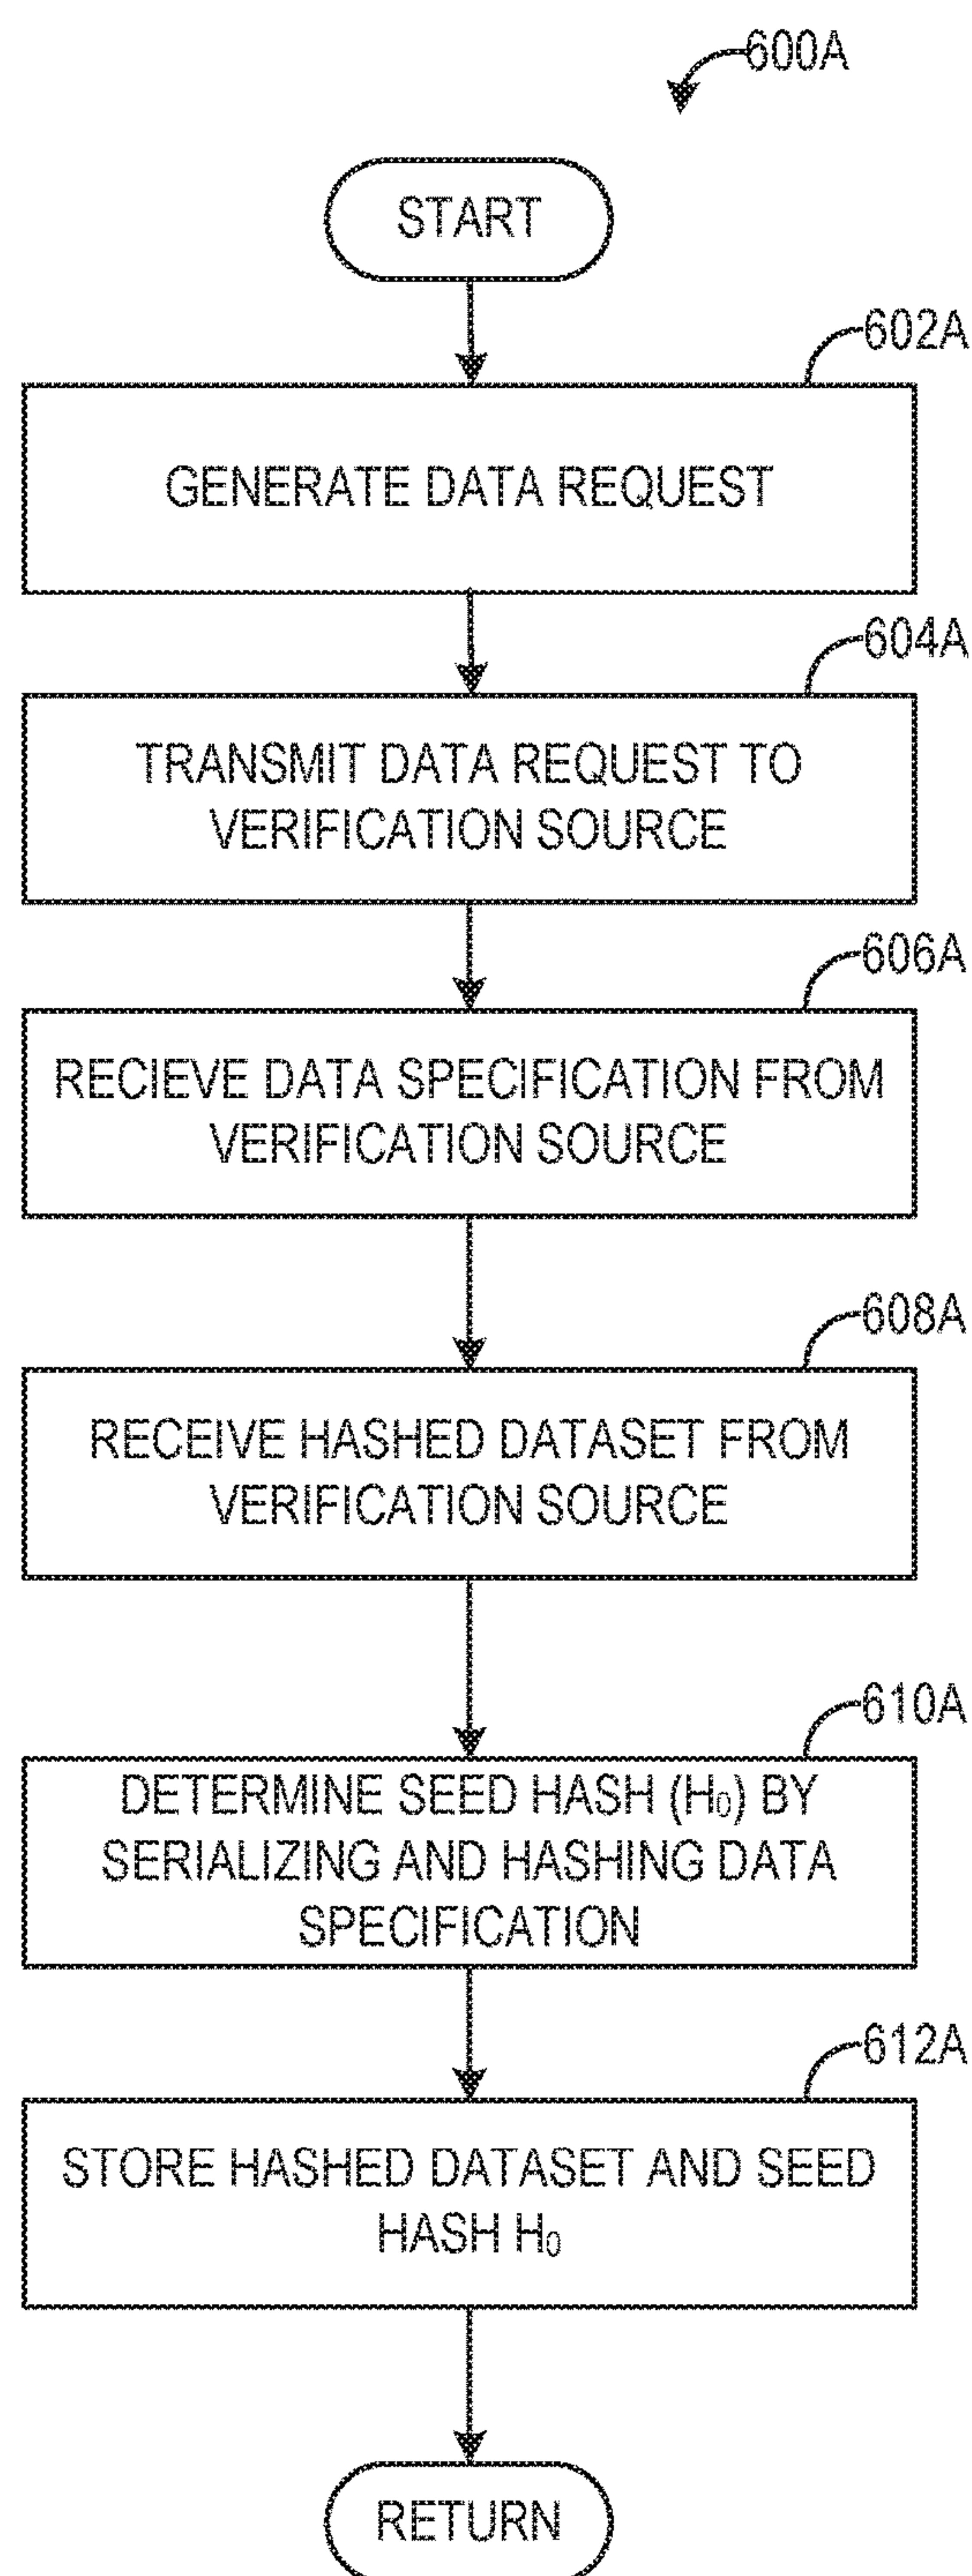 600A
START
602A
GENERATE DATA REQUEST
604A
TRANSMIT DATA REQUEST TO
VERIFICATION SOURCE
606A
RECIEVE DATA SPECIFICATION FROM
VERIFICATION SOURCE
608A
RECEIVE HASHED DATASET FROM
VERIFICATION SOURCE
610A
DETERMINE SEED HASH (H₀) BY
SERIALIZING AND HASHING DATA
SPECIFICATION
612A
STORE HASHED DATASET AND SEED
HASH H₀
RETURN